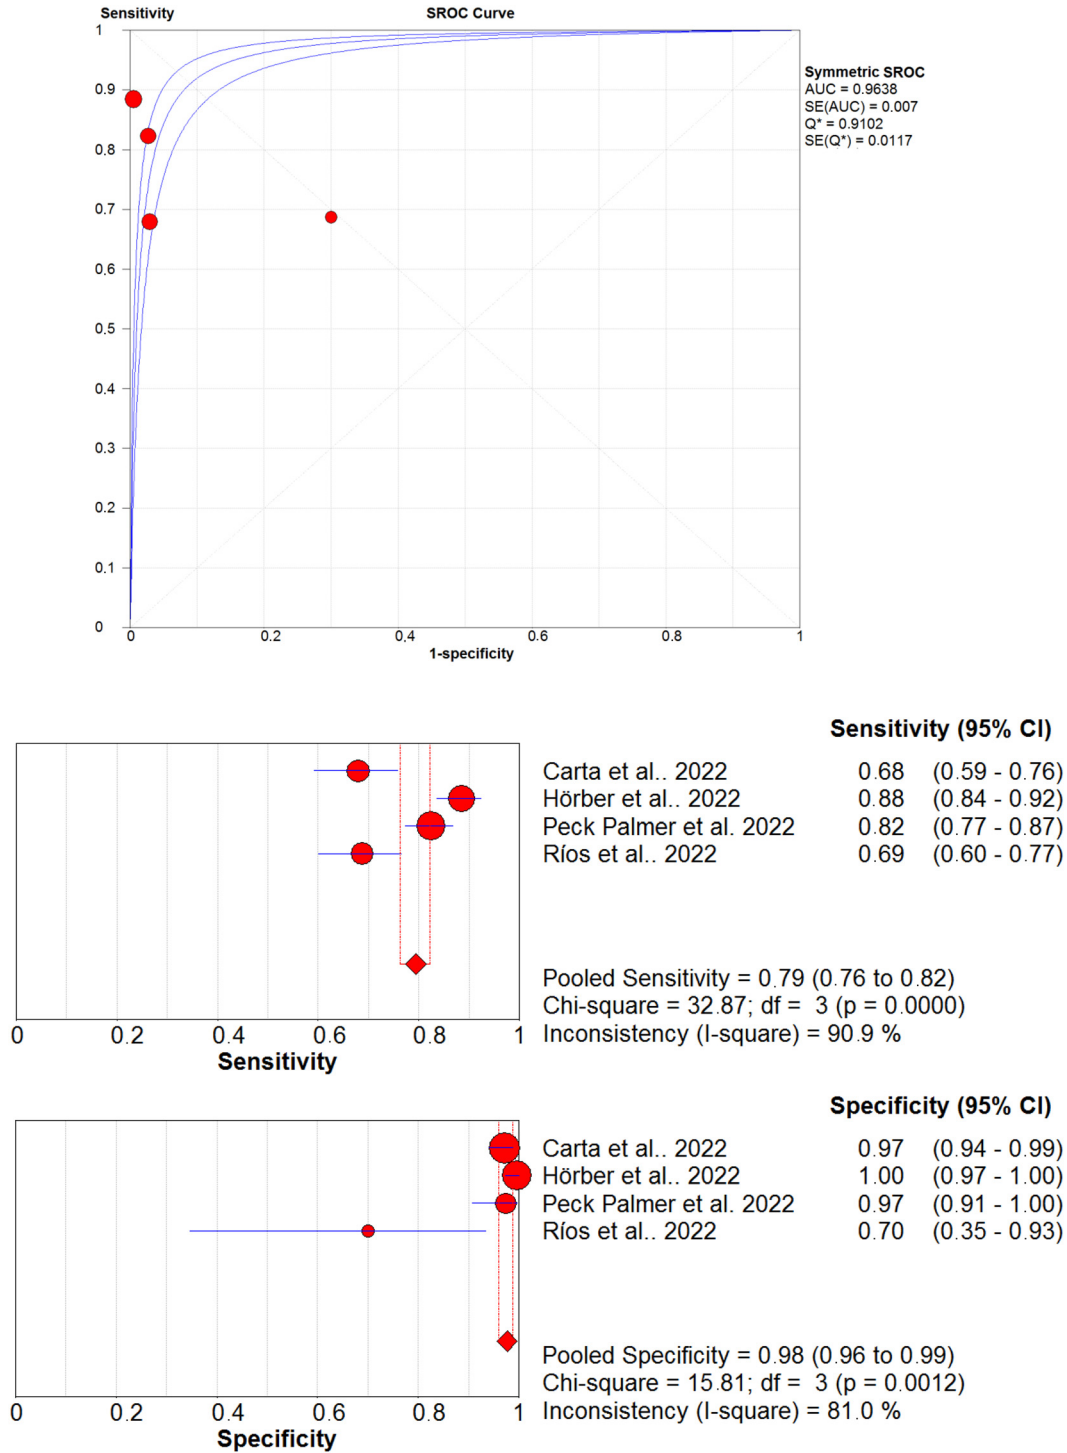 Sensitivity
SROC Curve
1
0.9
0.8
0.7
0.6
0.5
0.4
0.3
0.2
0.1
0
0 0.2 0.4 0.6 0.8 1
1-specificity
Symmetric SROC
AUC = 0.9638
SE(AUC) = 0.007
Q* = 0.9102
SE(Q*) = 0.0117
Sensitivity (95% CI)
Carta et al.. 2022 0.68 (0.59 - 0.76)
Hörber et al.. 2022 0.88 (0.84 - 0.92)
Peck Palmer et al. 2022 0.82 (0.77 - 0.87)
Ríos et al.. 2022 0.69 (0.60 - 0.77)
Pooled Sensitivity = 0.79 (0.76 to 0.82)
Chi-square = 32.87; df = 3 (p = 0.0000)
Inconsistency (I-square) = 90.9 %
0 0.2 0.4 0.6 0.8 1
Sensitivity
Specificity (95% CI)
Carta et al.. 2022 0.97 (0.94 - 0.99)
Hörber et al.. 2022 1.00 (0.97 - 1.00)
Peck Palmer et al. 2022 0.97 (0.91 - 1.00)
Ríos et al.. 2022 0.70 (0.35 - 0.93)
Pooled Specificity = 0.98 (0.96 to 0.99)
Chi-square = 15.81; df = 3 (p = 0.0012)
Inconsistency (I-square) = 81.0 %
0 0.2 0.4 0.6 0.8 1
Specificity